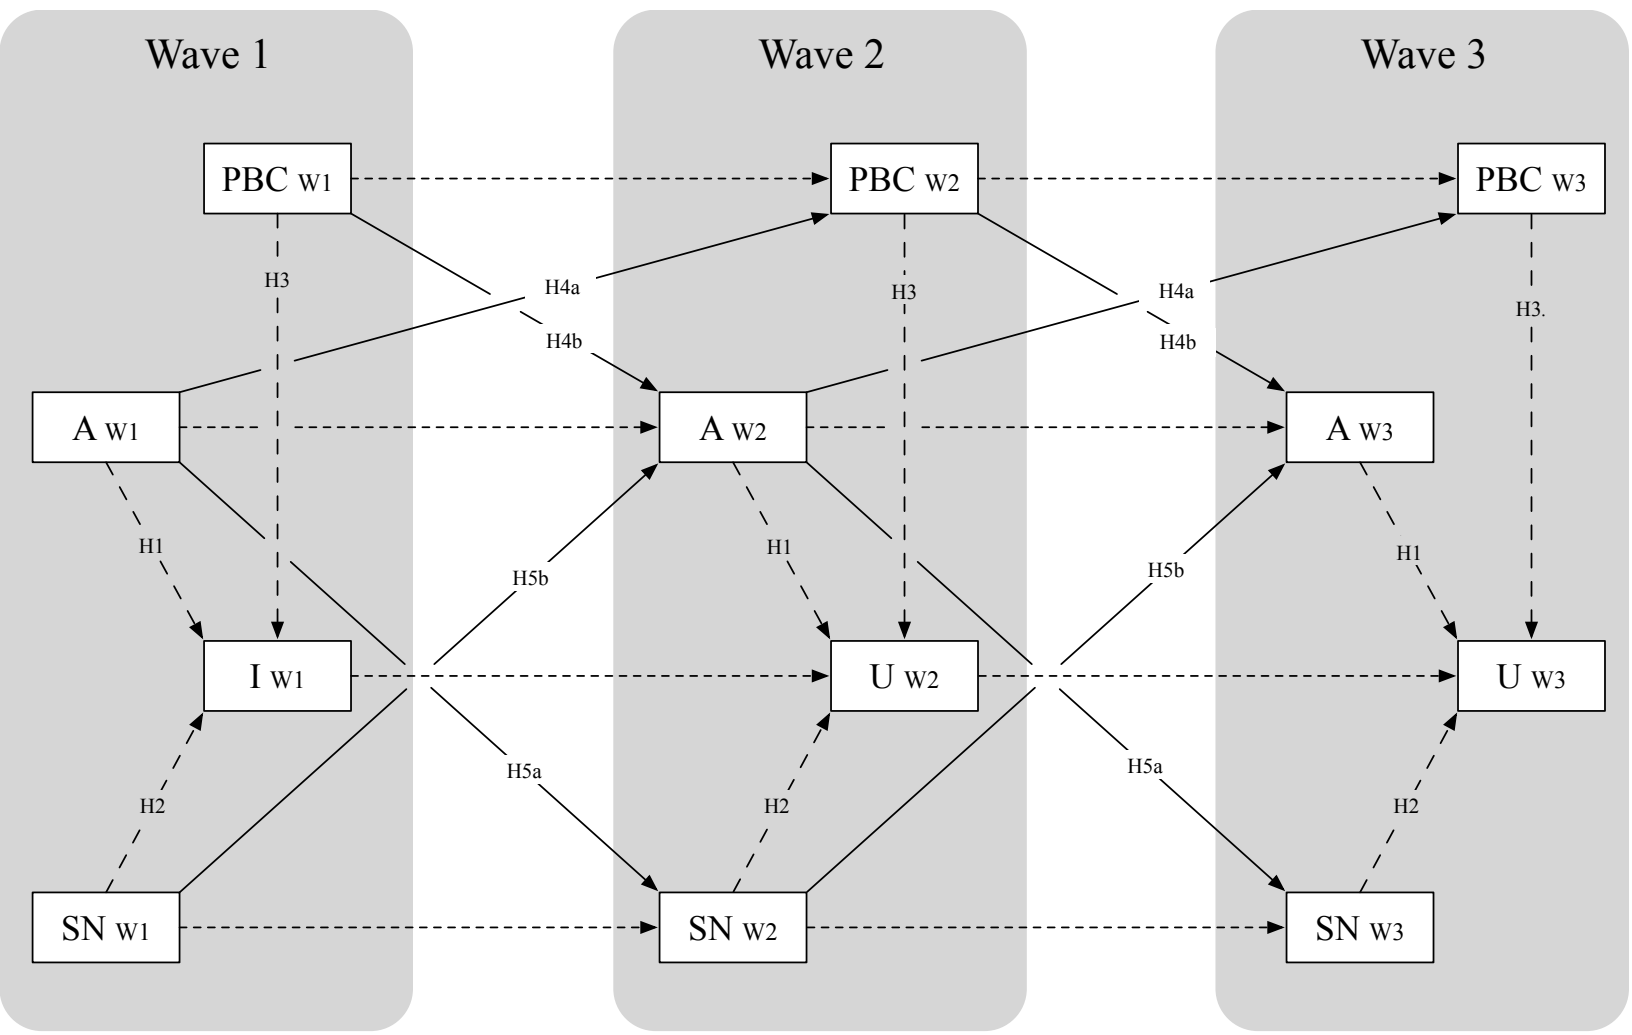 Wave 1
Wave 2
Wave 3
PBC W1
PBC W2
PBC W3
H3
H4a
H3
H4a
H3.
H4b
H4b
A W1
A W2
A W3
H1
H1
H1
H5b
H5b
I W1
U W2
U W3
H5a
H5a
H2
H2
H2
SN W1
SN W2
SN W3